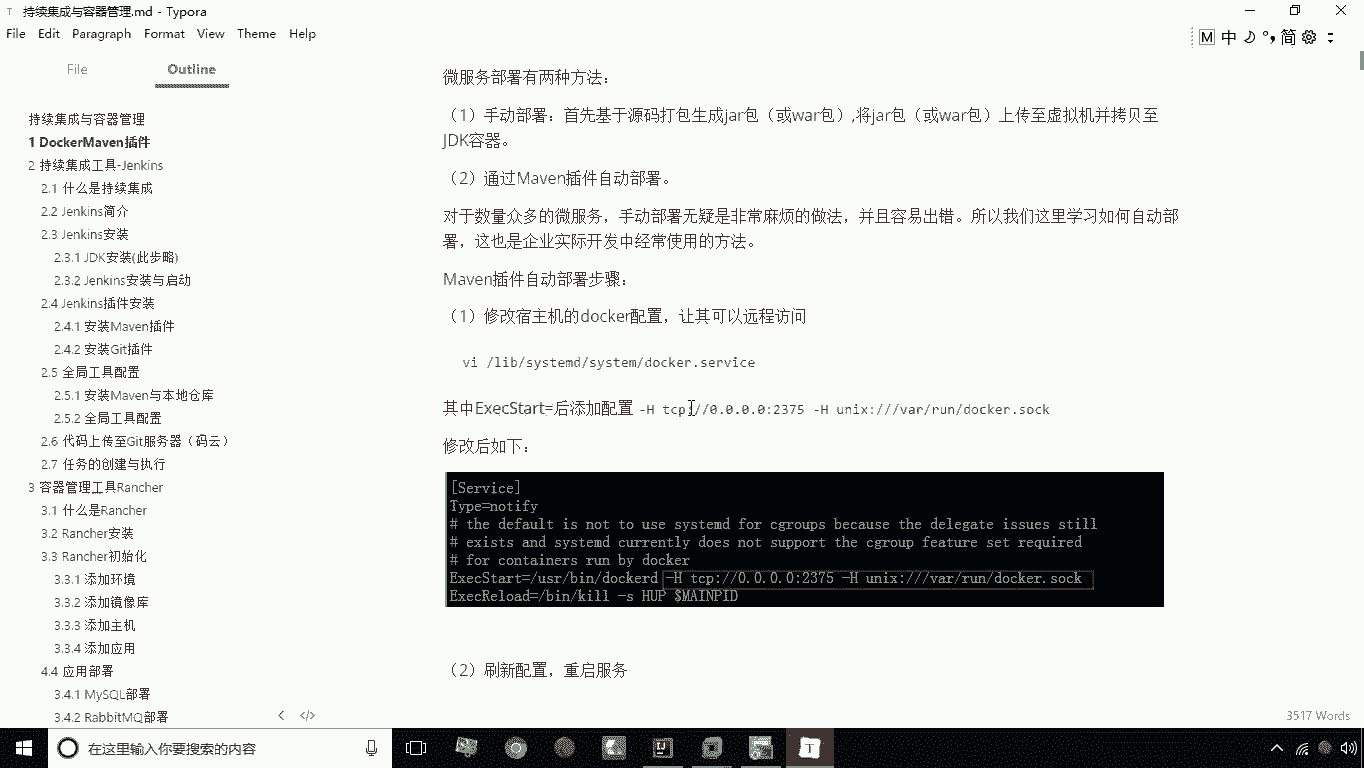 持续集成与容器管理.md - Typora
File Edit Paragraph Format View Theme Help
M 中 简
File Outline
持续集成与容器管理
1 DockerMaven插件
2 持续集成工具-Jenkins
2.1 什么是持续集成
2.2 Jenkins简介
2.3 Jenkins安装
2.3.1 JDK安装(此步略)
2.3.2 Jenkins安装与启动
2.4 Jenkins插件安装
2.4.1 安装Maven插件
2.4.2 安装Git插件
2.5 全局工具配置
2.5.1 安装Maven与本地仓库
2.5.2 全局工具配置
2.6 代码上传至Git服务器（码云）
2.7 任务的创建与执行
3 容器管理工具Rancher
3.1 什么是Rancher
3.2 Rancher安装
3.3 Rancher初始化
3.3.1 添加环境
3.3.2 添加镜像库
3.3.3 添加主机
3.3.4 添加应用
4.4 应用部署
3.4.1 MySQL部署
3.4.2 RabbitMQ部署
微服务部署有两种方法：
（1）手动部署：首先基于源码打包生成jar包（或war包）,将jar包（或war包）上传至虚拟机并拷贝至
JDK容器。
（2）通过Maven插件自动部署。
对于数量众多的微服务，手动部署无疑是非常麻烦的做法，并且容易出错。所以我们这里学习如何自动部
署，这也是企业实际开发中经常使用的方法。
Maven插件自动部署步骤：
（1）修改宿主机的docker配置，让其可以远程访问
vi /lib/systemd/system/docker.service
其中ExecStart=后添加配置 -H tcp://0.0.0.0:2375 -H unix:///var/run/docker.sock
修改后如下：
[Service]
Type=notify
# the default is not to use systemd for cgroups because the delegate issues still
# exists and systemd currently does not support the cgroup feature set required
# for containers run by docker
ExecStart=/usr/bin/dockerd -H tcp://0.0.0.0:2375 -H unix:///var/run/docker.sock
ExecReload=/bin/kill -s HUP $MAINPID
（2）刷新配置，重启服务
3517 Words
在这里输入你要搜索的内容